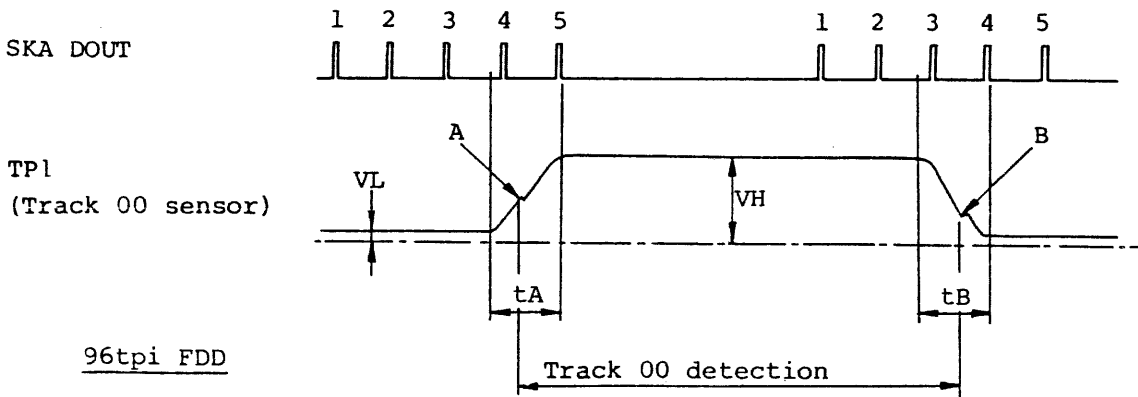 1 2 3 4 5 1 2 3 4 5
SKA DOUT
A B
TP1
(Track 00 sensor)
VL
VH
tA tB
96tpi FDD
Track 00 detection